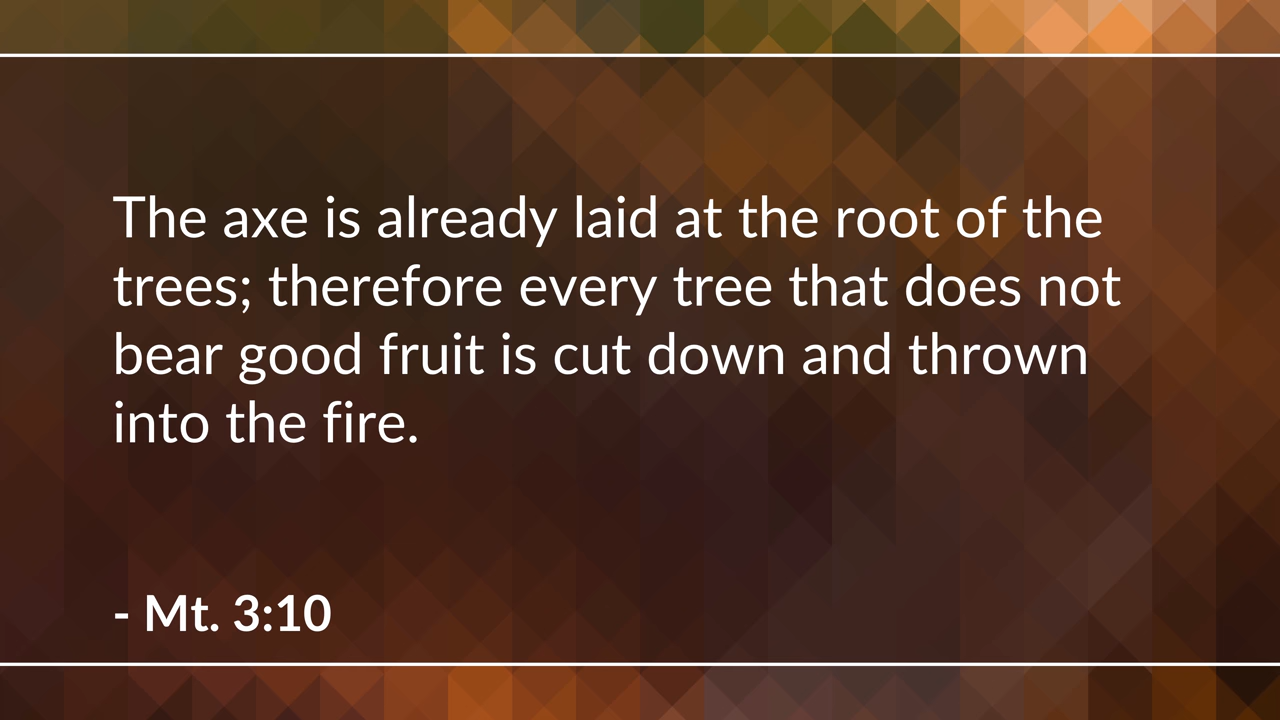 The axe is already laid at the root of the
trees; therefore every tree that does not
bear good fruit is cut down and thrown
into the fire.
- Mt. 3:10